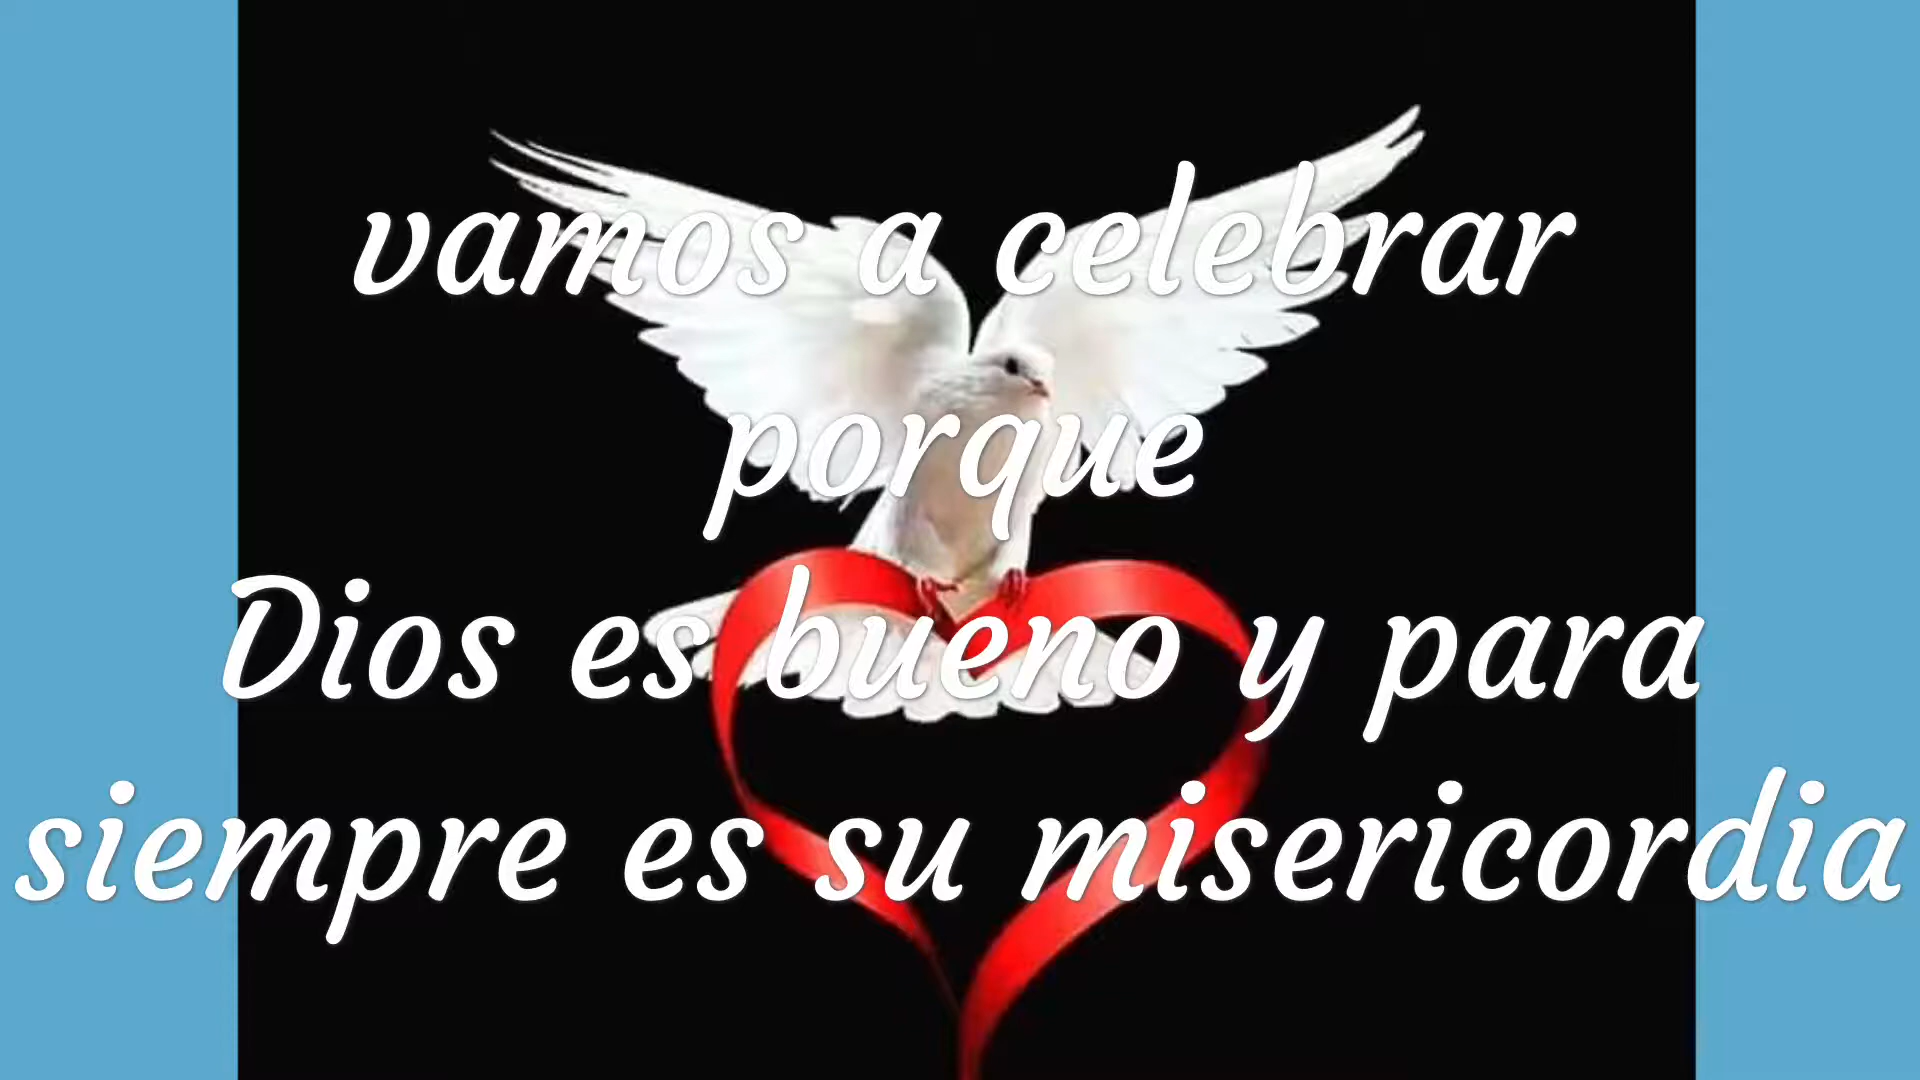 vamos a celebrar
porque
Dios es bueno y para
siempre es su misericordia